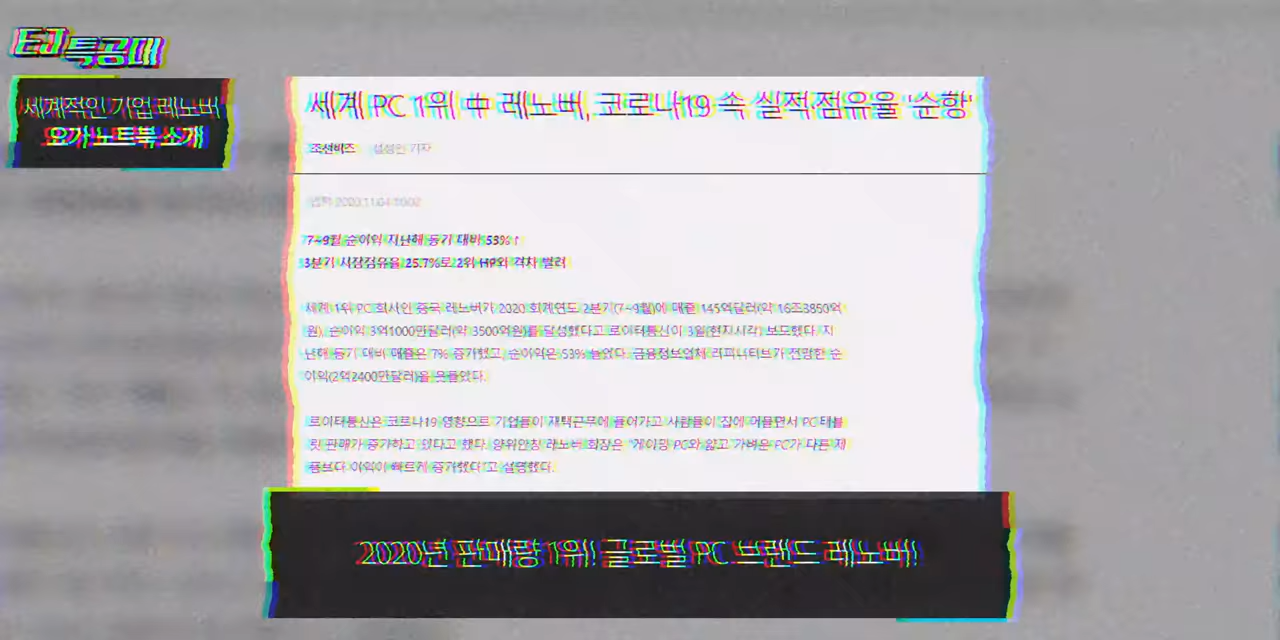 EJ특공대
세계적인 기업 레노버
요가 노트북 소개
세계 PC 1위 中 레노버, 코로나19 속 실적·점유율 '순항'
조선비즈 설성인 기자
입력 2020.11.04 10:02
7~9월 순이익 지난해 동기 대비 53%↑
3분기 시장점유율 25.7%로 2위 HP와 격차 벌려
세계 1위 PC 회사인 중국 레노버가 2020 회계연도 2분기(7~9월)에 매출 145억달러(약 16조3850억
원), 순이익 3억1000만달러(약 3500억원)를 달성했다고 로이터통신이 3일(현지시각) 보도했다. 지
난해 동기 대비 매출은 7% 증가했고, 순이익은 53% 늘었다. 금융정보업체 리피니티브가 전망한 순
이익(2억2400만달러)을 웃돌았다.
로이터통신은 코로나19 영향으로 기업들이 재택근무에 들어가고 사람들이 집에 머물면서 PC·태블
릿 판매가 증가하고 있다고 했다. 양위안칭 레노버 회장은 "게이밍 PC와 얇고 가벼운 PC가 다른 제
품보다 이익이 빠르게 증가했다"고 설명했다.
2020년 판매량 1위! 글로벌 PC 브랜드 레노버!